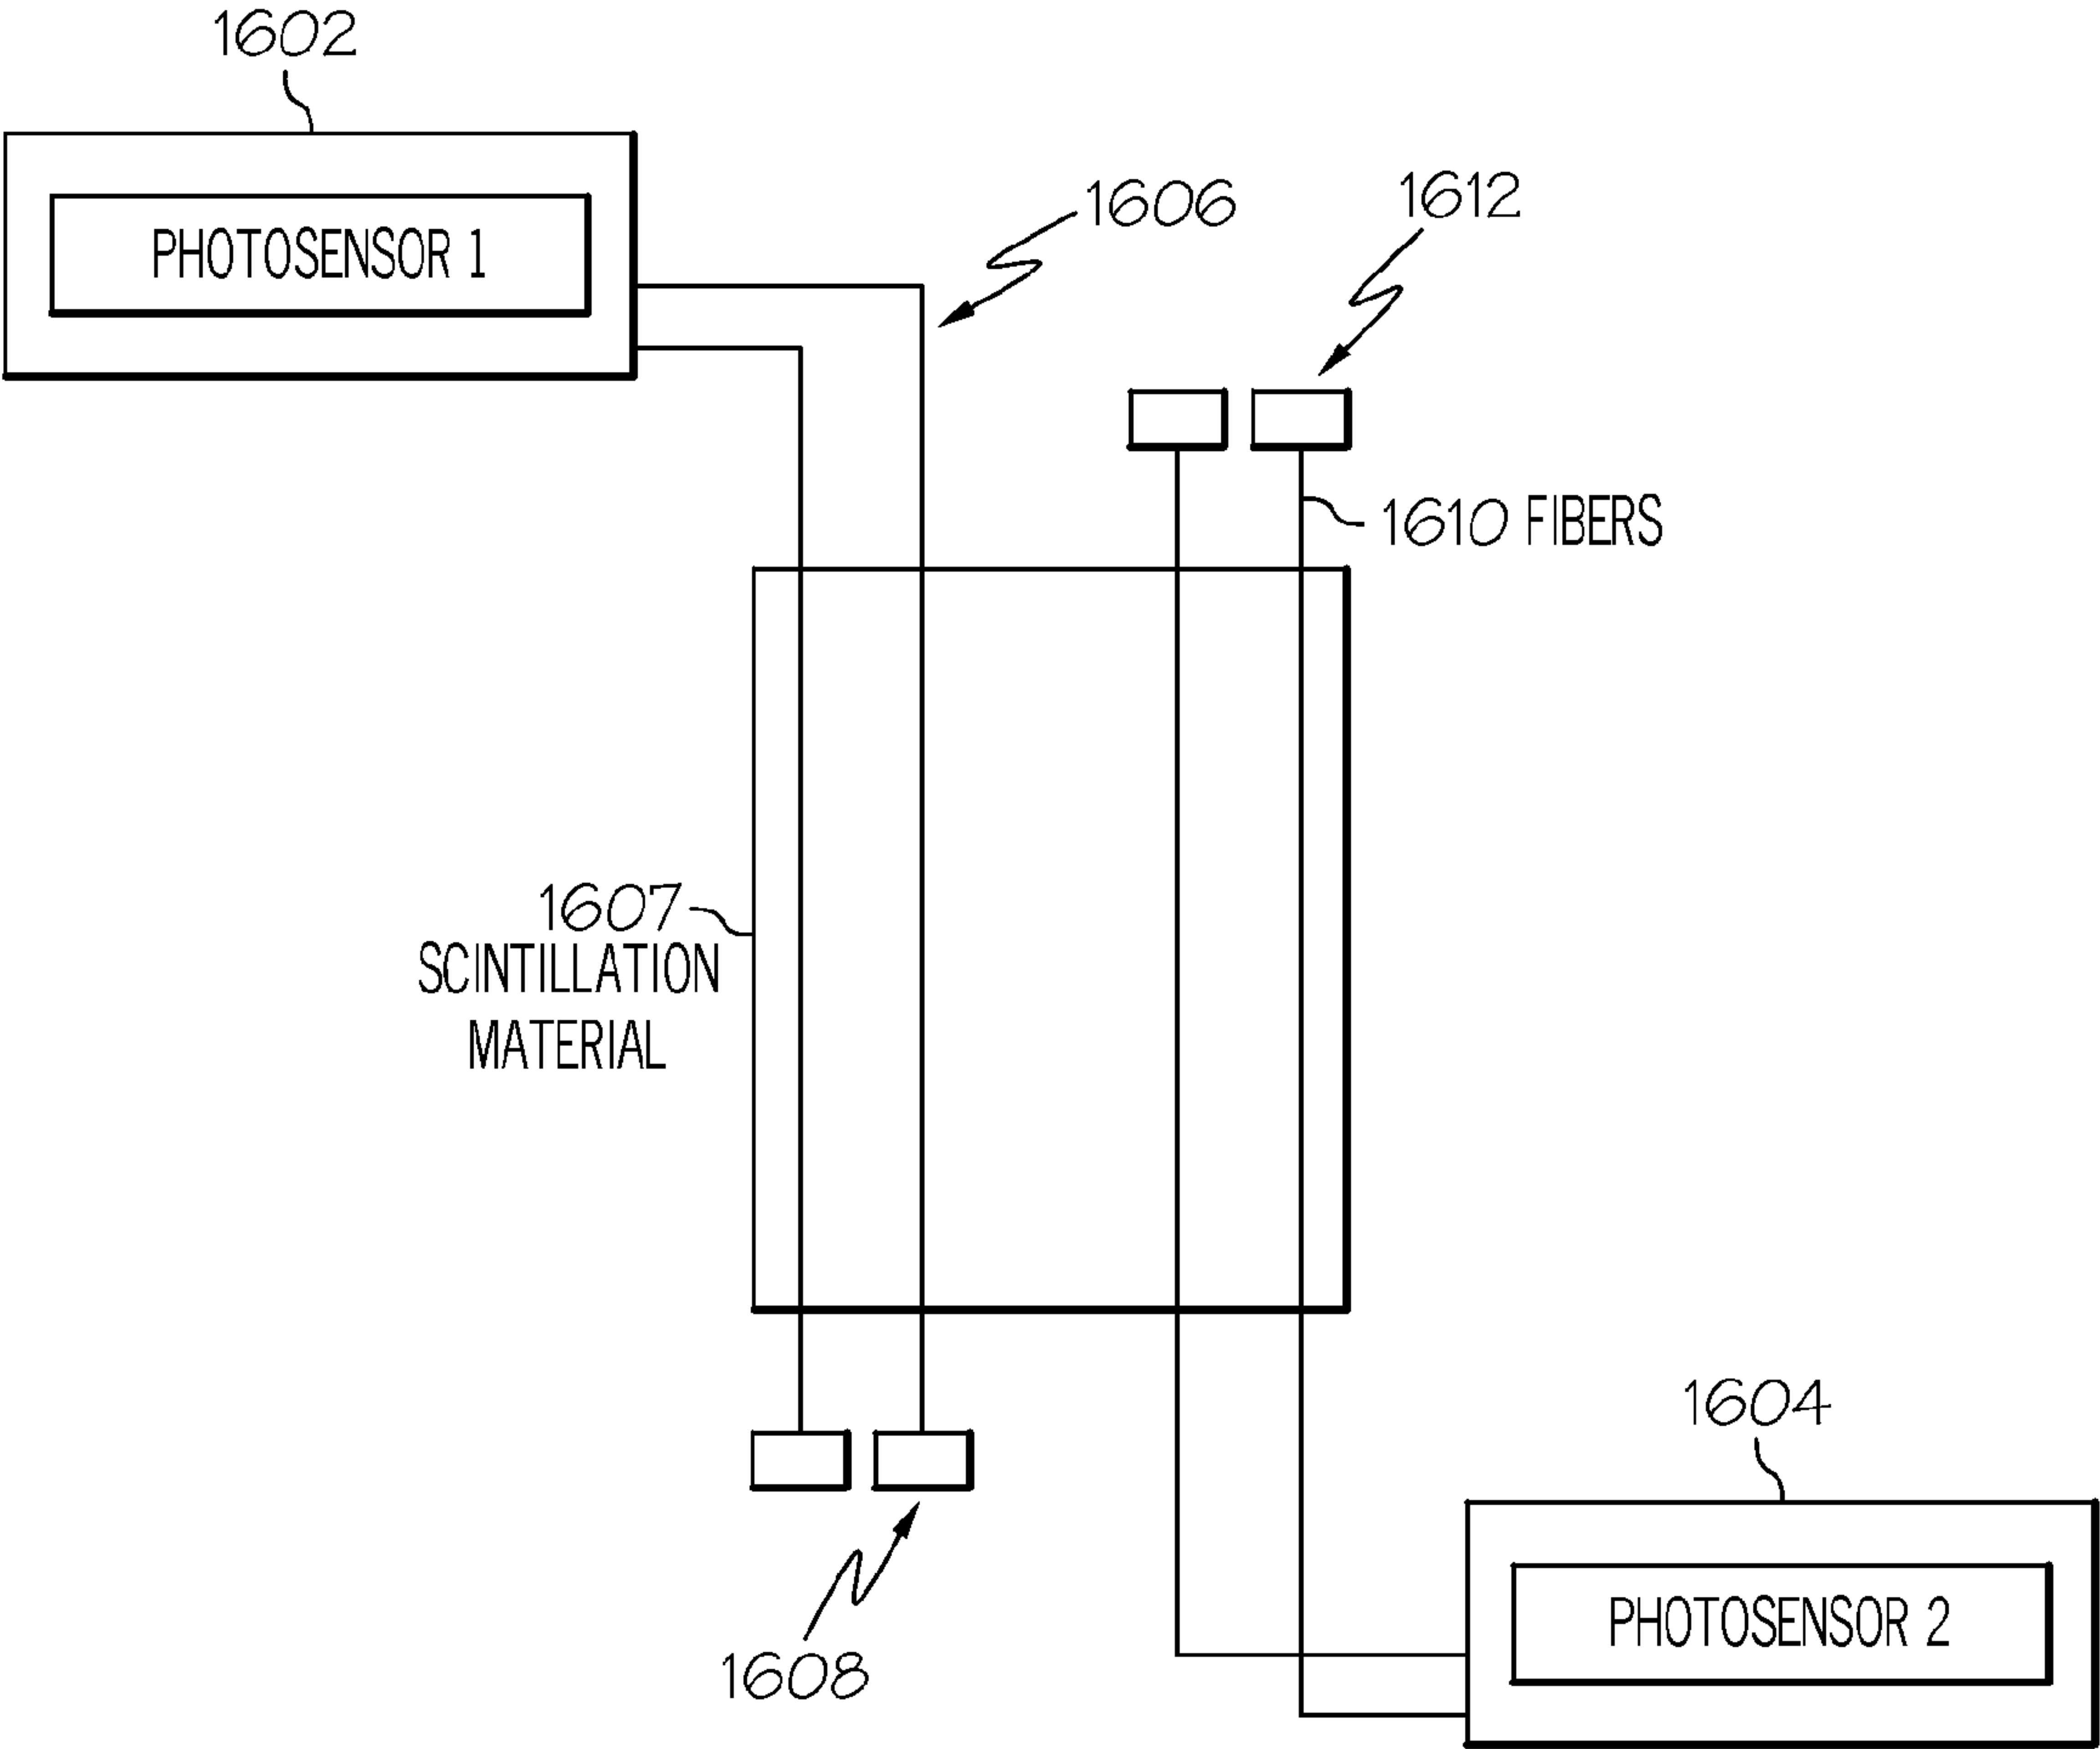 1602
PHOTOSENSOR 1
1606
1612
1610 FIBERS
1607
SCINTILLATION
MATERIAL
1604
PHOTOSENSOR 2
1608